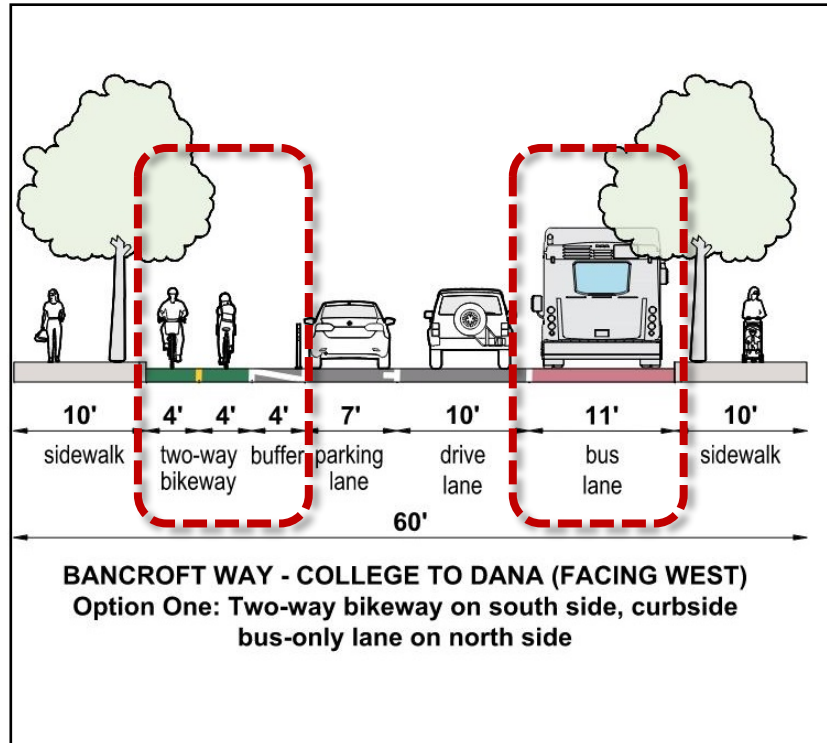 10' 4' 4' 4' 7' 10' 11' 10'
sidewalk two-way buffer parking drive bus sidewalk
bikeway lane lane lane
60'
BANCROFT WAY - COLLEGE TO DANA (FACING WEST)
Option One: Two-way bikeway on south side, curbside
bus-only lane on north side